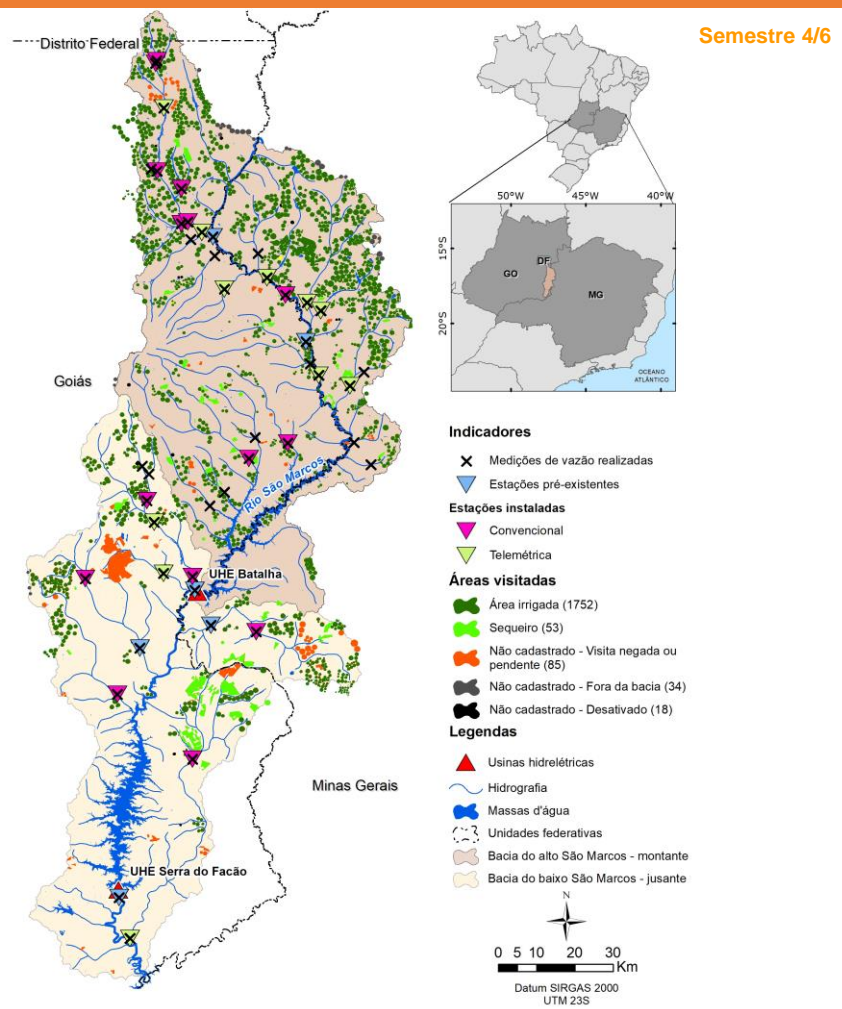 Semestre 4/6
Distrito Federal
Goiás
Rio São Marcos
UHE Batalha
Minas Gerais
UHE Serra do Facão
50°W 45°W 40°W
15°S
20°S
GO
DF
MG
OCEANO
ATLÂNTICO
Indicadores
Medições de vazão realizadas
Estações pré-existentes
Estações instaladas
Convencional
Telemétrica
Áreas visitadas
Área irrigada (1752)
Sequeiro (53)
Não cadastrado - Visita negada ou
pendente (85)
Não cadastrado - Fora da bacia (34)
Não cadastrado - Desativado (18)
Legendas
Usinas hidrelétricas
Hidrografia
Massas d'água
Unidades federativas
Bacia do alto São Marcos - montante
Bacia do baixo São Marcos - jusante
N
0 5 10 20 30
Km
Datum SIRGAS 2000
UTM 23S